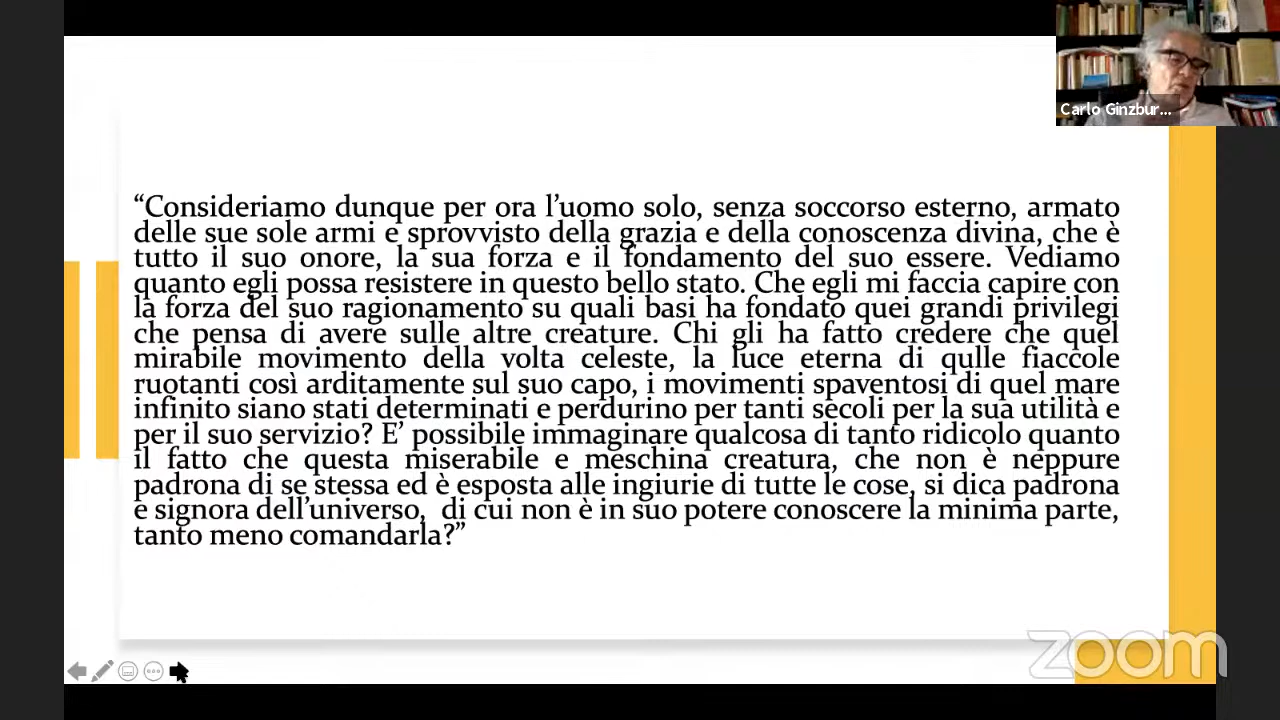 Carlo Ginzbur...
“Consideriamo dunque per ora l’uomo solo, senza soccorso esterno, armato
delle sue sole armi e sprovvisto della grazia e della conoscenza divina, che è
tutto il suo onore, la sua forza e il fondamento del suo essere. Vediamo
quanto egli possa resistere in questo bello stato. Che egli mi faccia capire con
la forza del suo ragionamento su quali basi ha fondato quei grandi privilegi
che pensa di avere sulle altre creature. Chi gli ha fatto credere che quel
mirabile movimento della volta celeste, la luce eterna di qulle fiaccole
ruotanti così arditamente sul suo capo, i movimenti spaventosi di quel mare
infinito siano stati determinati e perdurino per tanti secoli per la sua utilità e
per il suo servizio? E’ possibile immaginare qualcosa di tanto ridicolo quanto
il fatto che questa miserabile e meschina creatura, che non è neppure
padrona di se stessa ed è esposta alle ingiurie di tutte le cose, si dica padrona
e signora dell’universo, di cui non è in suo potere conoscere la minima parte,
tanto meno comandarla?”
zoom